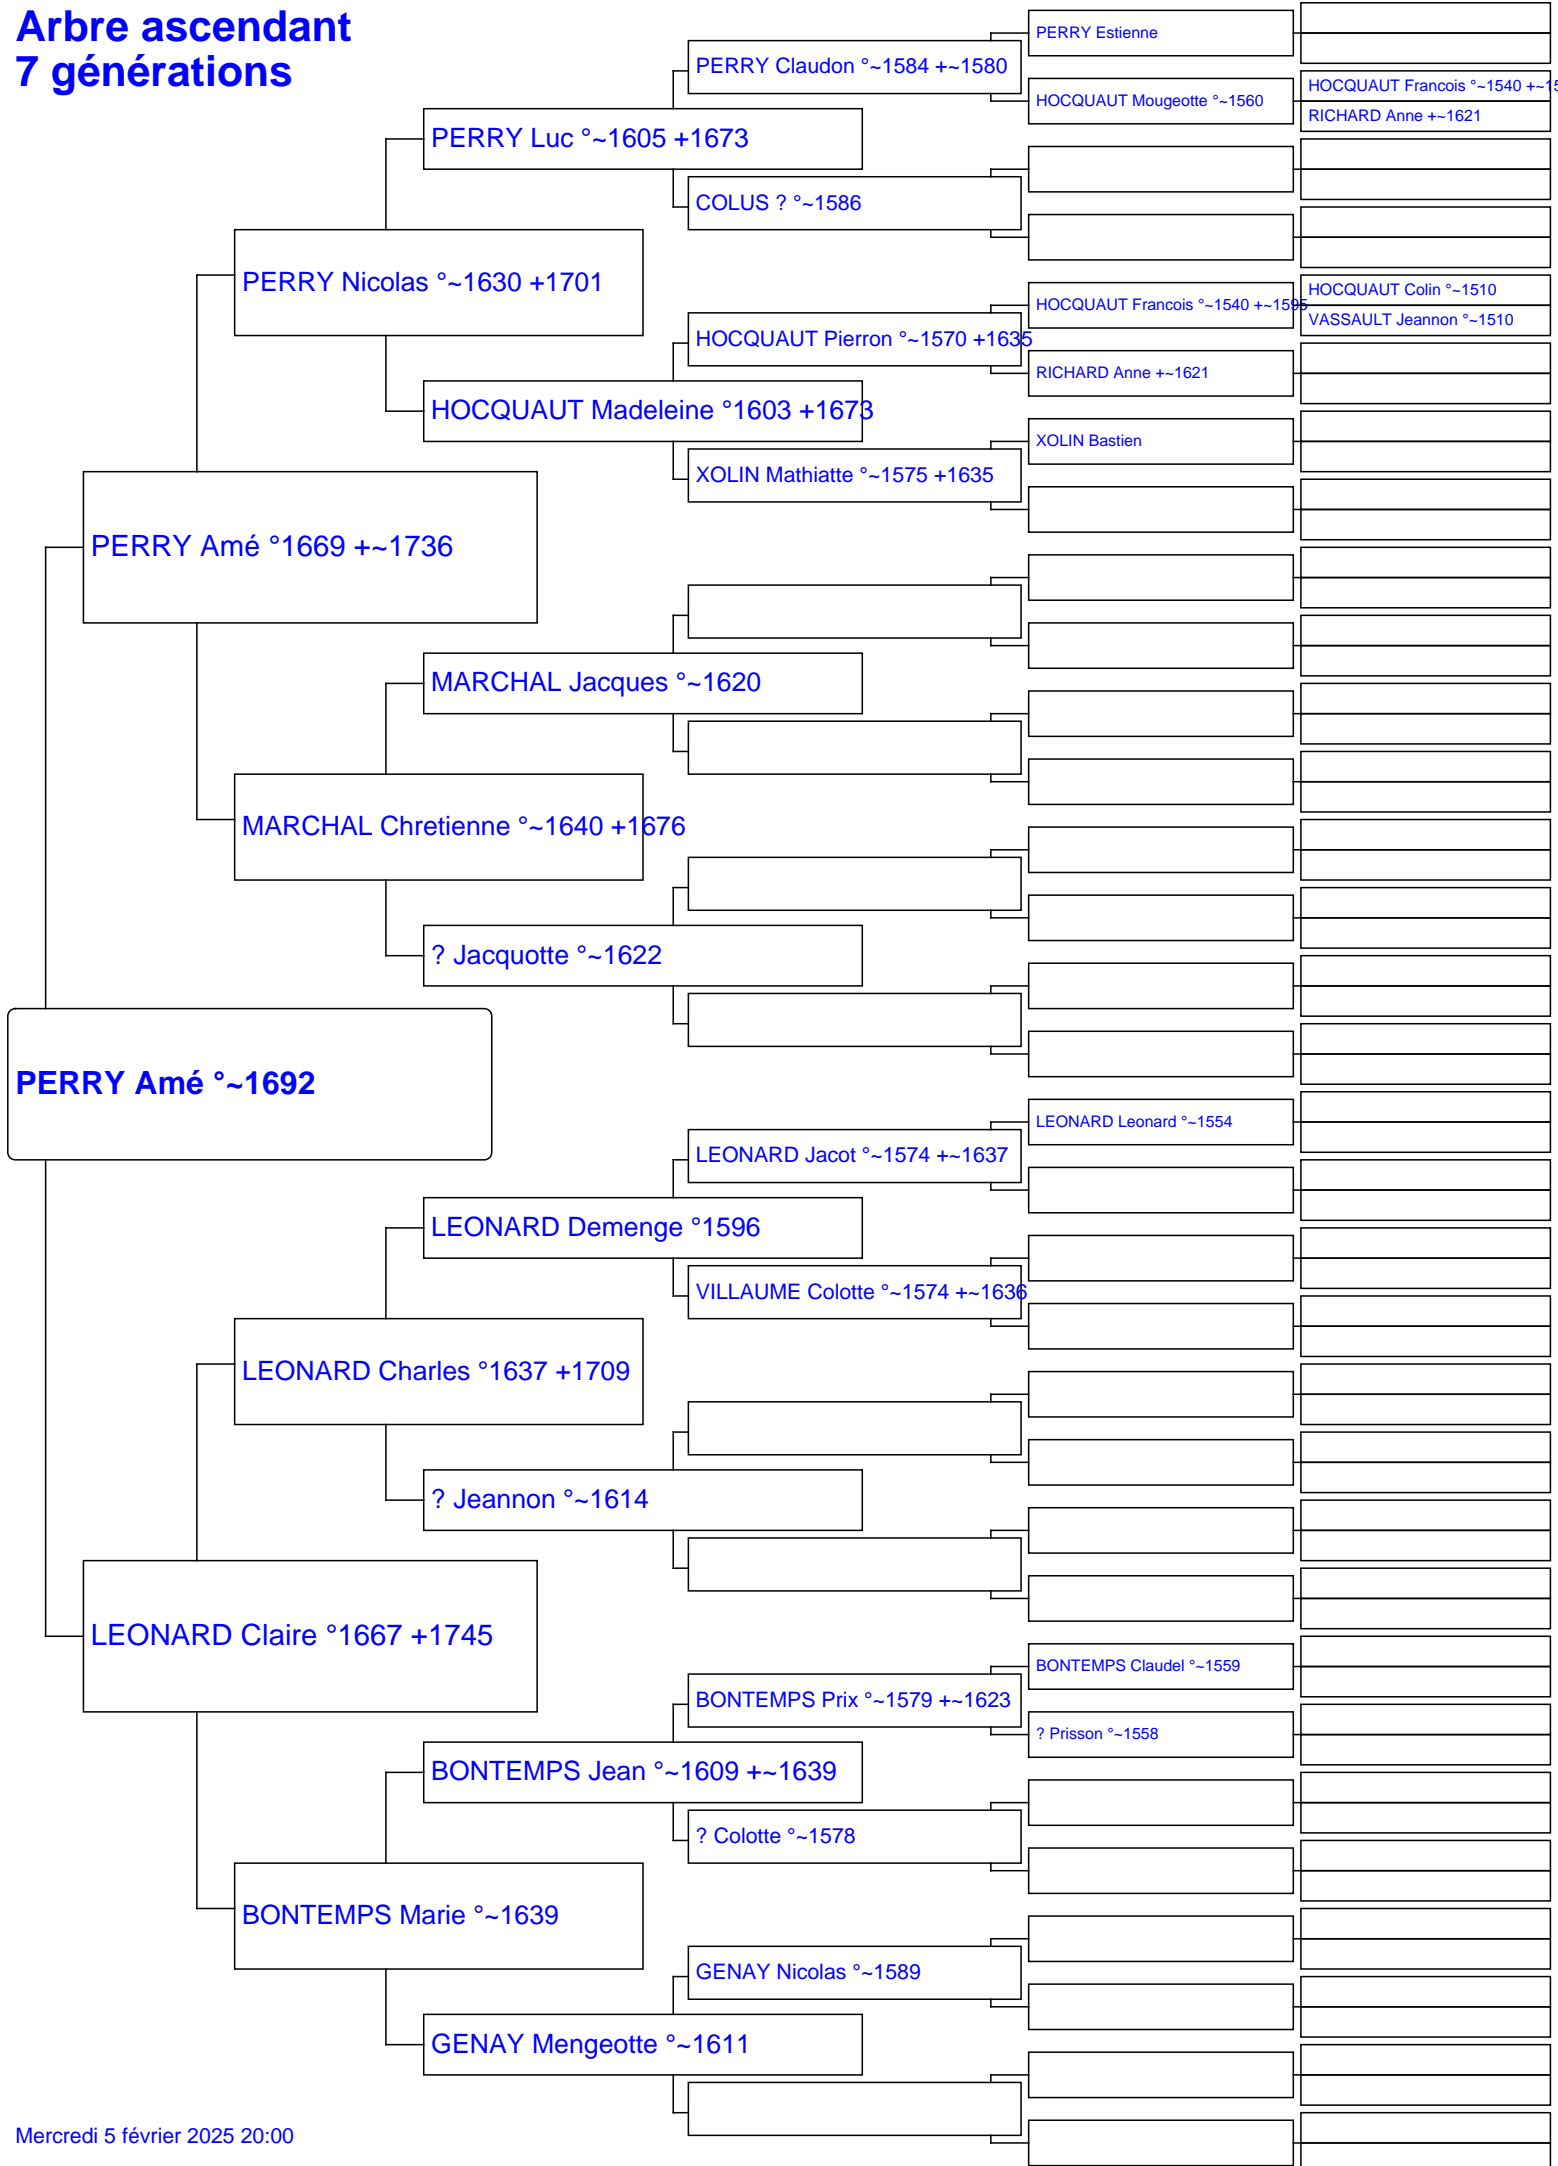 Arbre ascendant
7 générations
PERRY Estienne
PERRY Claudon °~1584 +~1580
HOCQUAUT Mougeotte °~1560
HOCQUAUT Francois °~1540 +~15
RICHARD Anne +~1621
PERRY Luc °~1605 +1673
COLUS ? °~1586
PERRY Nicolas °~1630 +1701
HOCQUAUT Francois °~1540 +~1595
HOCQUAUT Colin °~1510
VASSAULT Jeannon °~1510
HOCQUAUT Pierron °~1570 +1635
RICHARD Anne +~1621
HOCQUAUT Madeleine °1603 +1673
XOLIN Bastien
XOLIN Mathiatte °~1575 +1635
PERRY Amé °1669 +~1736
MARCHAL Jacques °~1620
MARCHAL Chretienne °~1640 +1676
? Jacquotte °~1622
PERRY Amé °~1692
LEONARD Leonard °~1554
LEONARD Jacot °~1574 +~1637
LEONARD Demenge °1596
VILLAUME Colotte °~1574 +~1636
LEONARD Charles °1637 +1709
? Jeannon °~1614
LEONARD Claire °1667 +1745
BONTEMPS Claudel °~1559
BONTEMPS Prix °~1579 +~1623
? Prisson °~1558
BONTEMPS Jean °~1609 +~1639
? Colotte °~1578
BONTEMPS Marie °~1639
GENAY Nicolas °~1589
GENAY Mengeotte °~1611
Mercredi 5 février 2025 20:00